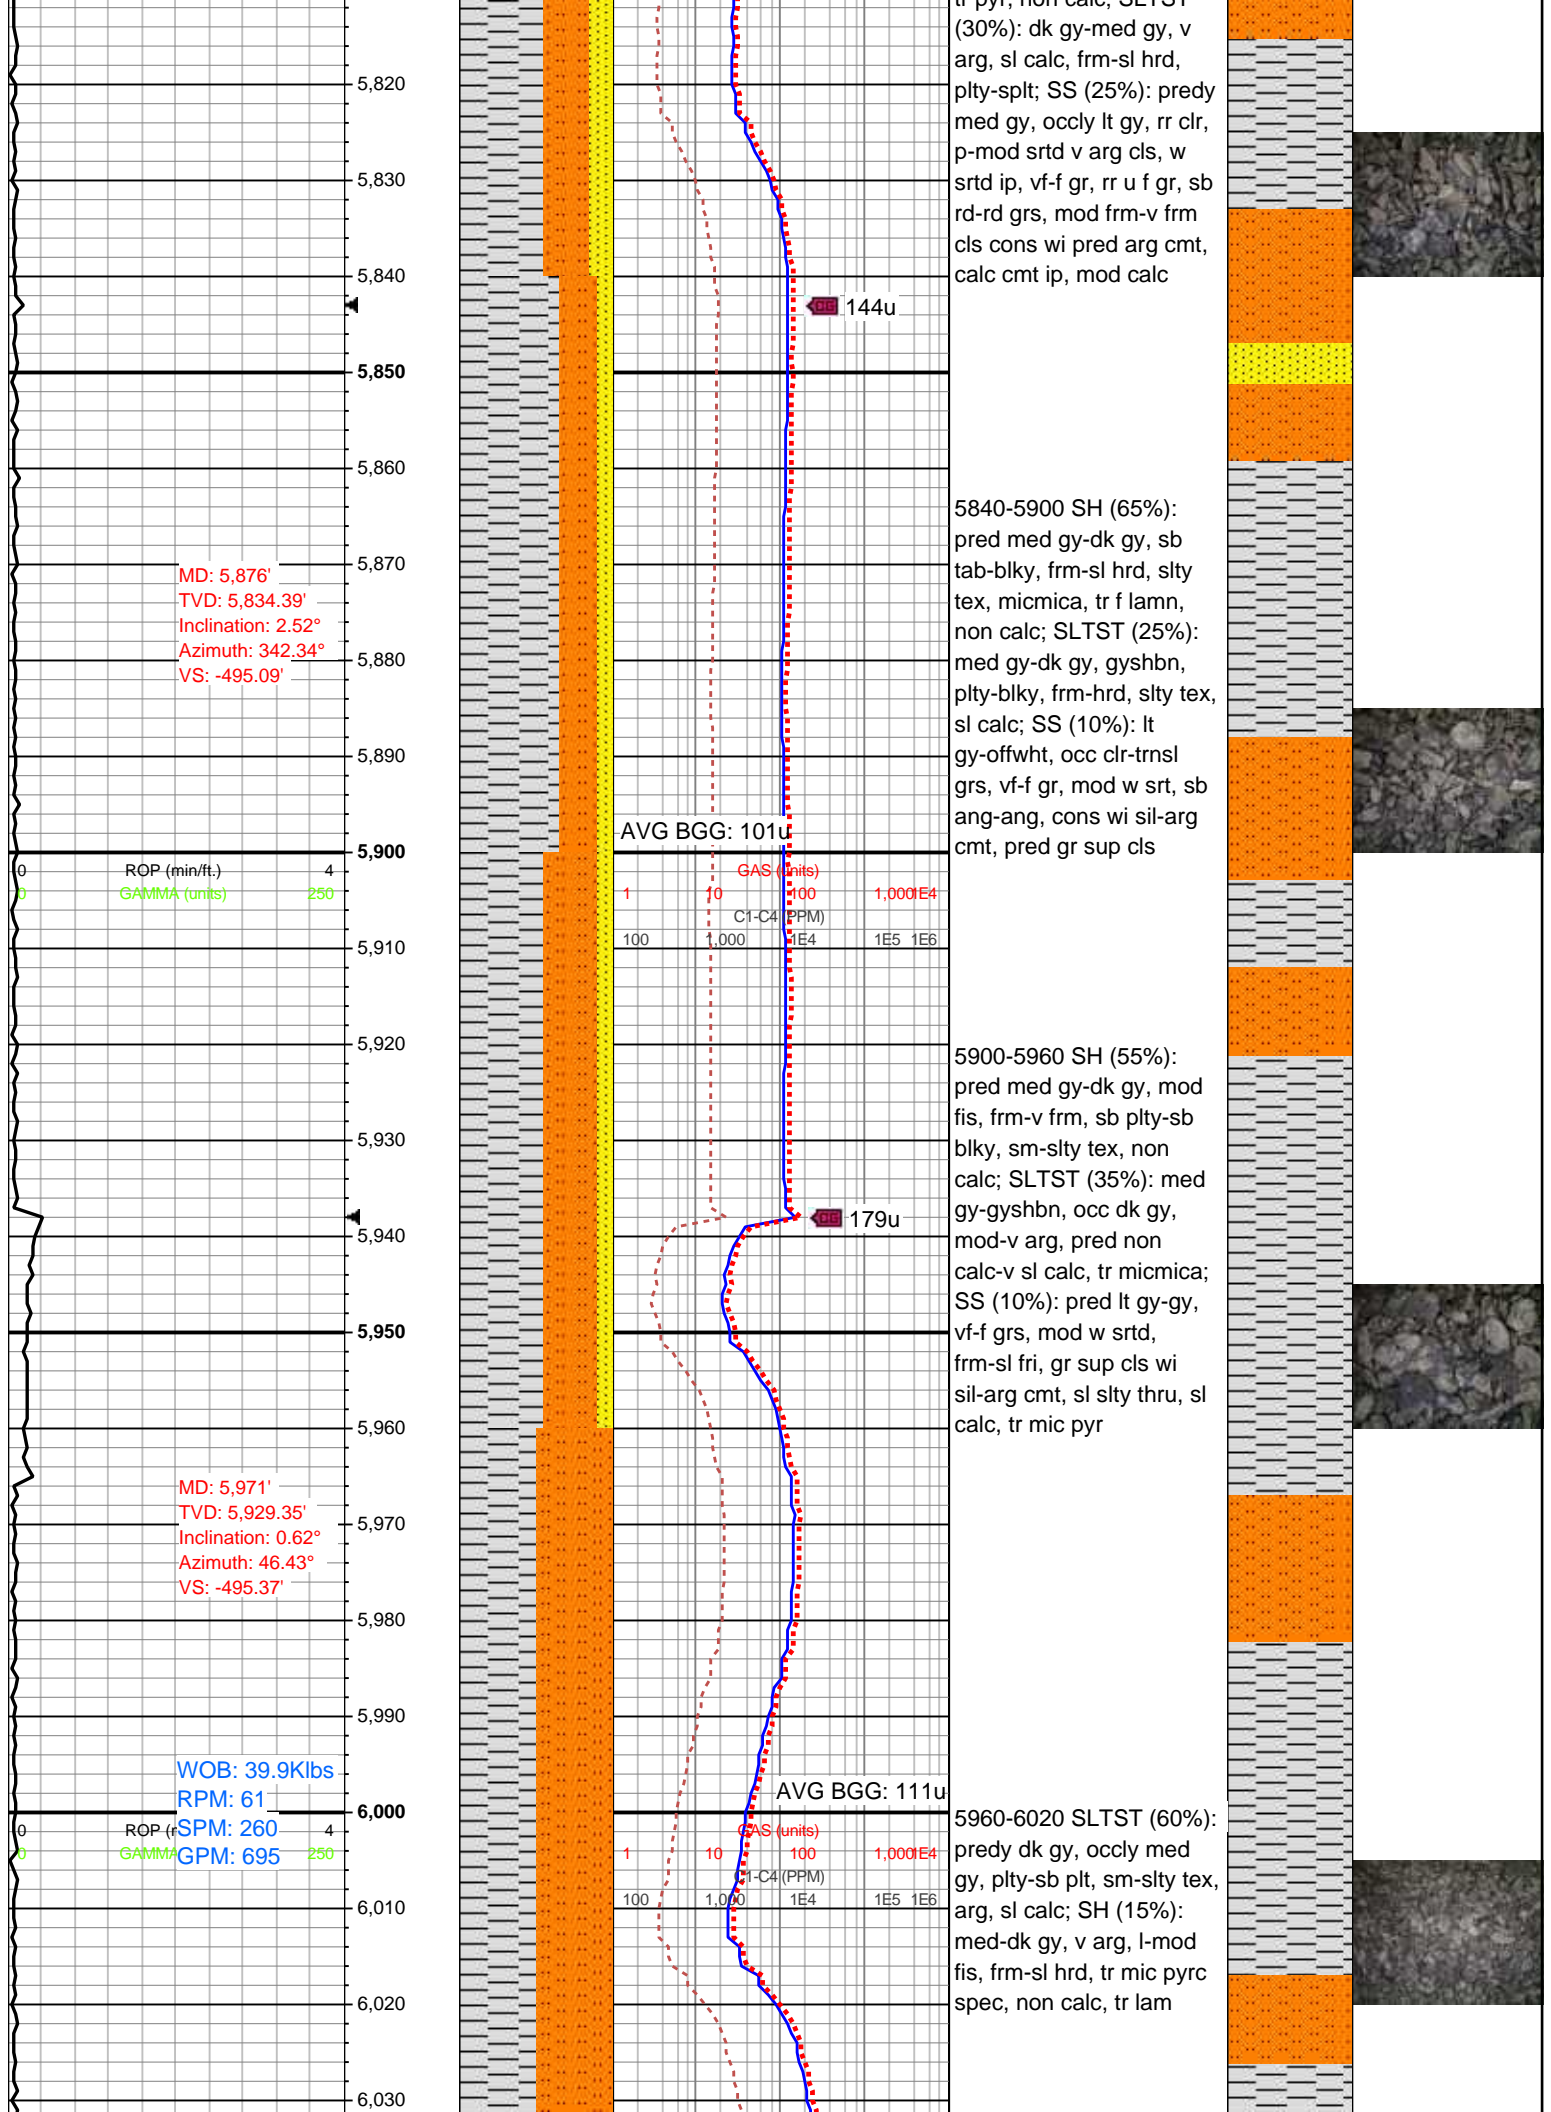 tr pyr, non calc; SLTST
(30%): dk gy-med gy, v
arg, sl calc, frm-sl hrd,
plty-splt; SS (25%): predy
med gy, occly lt gy, rr clr,
p-mod srtd v arg cls, w
srtd ip, vf-f gr, rr u f gr, sb
rd-rd grs, mod frm-v frm
cls cons wi pred arg cmt,
calc cmt ip, mod calc
5,820
5,830
5,840
CG 144u
5,850
5,860
5840-5900 SH (65%):
pred med gy-dk gy, sb
tab-blky, frm-sl hrd, slty
tex, micmica, tr f lamn,
non calc; SLTST (25%):
med gy-dk gy, gyshbn,
plty-blky, frm-hrd, slty tex,
sl calc; SS (10%): lt
gy-offwht, occ clr-trnsl
grs, vf-f gr, mod w srt, sb
ang-ang, cons wi sil-arg
cmt, pred gr sup cls
5,870
MD: 5,876'
TVD: 5,834.39'
Inclination: 2.52°
Azimuth: 342.34°
VS: -495.09'
5,880
5,890
AVG BGG: 101u
5,900
0 ROP (min/ft.) 4
0 GAMMA (units) 250
GAS (units)
1 10 100 1,000 1E4
C1-C4 (PPM)
100 1,000 1E4 1E5 1E6
5,910
5,920
5,930
5900-5960 SH (55%):
pred med gy-dk gy, mod
fis, frm-v frm, sb plty-sb
blky, sm-slty tex, non
calc; SLTST (35%): med
gy-gyshbn, occ dk gy,
mod-v arg, pred non
calc-v sl calc, tr micmica;
SS (10%): pred lt gy-gy,
vf-f grs, mod w srtd,
frm-sl fri, gr sup cls wi
sil-arg cmt, sl slty thru, sl
calc, tr mic pyr
CG 179u
5,940
5,950
5,960
MD: 5,971'
TVD: 5,929.35'
Inclination: 0.62°
Azimuth: 46.43°
VS: -495.37'
5,970
5,980
5,990
WOB: 39.9Klbs
RPM: 61
SPM: 260
GPM: 695
AVG BGG: 111u
6,000
0 ROP (r 4
0 GAMMA 250
GAS (units)
1 10 100 1,000 1E4
C1-C4 (PPM)
100 1,000 1E4 1E5 1E6
5960-6020 SLTST (60%):
predy dk gy, occly med
gy, plty-sb plt, sm-slty tex,
arg, sl calc; SH (15%):
med-dk gy, v arg, l-mod
fis, frm-sl hrd, tr mic pyrc
spec, non calc, tr lam
6,010
6,020
6,030